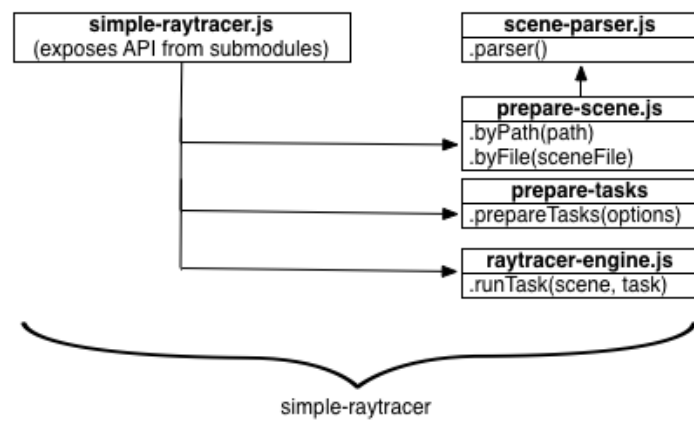 simple-raytracer.js
(exposes API from submodules)
scene-parser.js
.parser()
prepare-scene.js
.byPath(path)
.byFile(sceneFile)
prepare-tasks
.prepareTasks(options)
raytracer-engine.js
.runTask(scene, task)
simple-raytracer